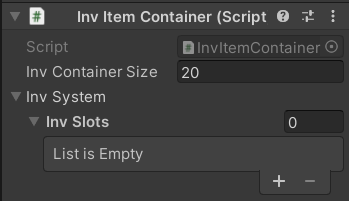 Inv Item Container (Script
Script InvItemContainer
Inv Container Size 20
Inv System
Inv Slots 0
List is Empty